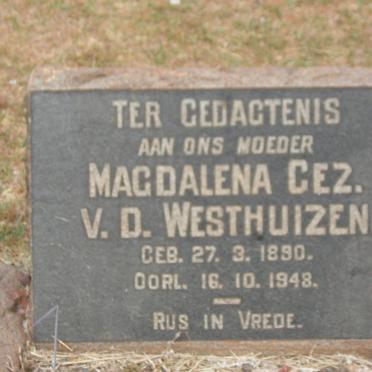 TER GEDAGTENIS
AAN ONS MOEDER
MAGDALENA GEZ.
V. D. WESTHUIZEN
GEB. 27. 3. 1890.
OORL. 16. 10. 1948.
RUS IN VREDE.